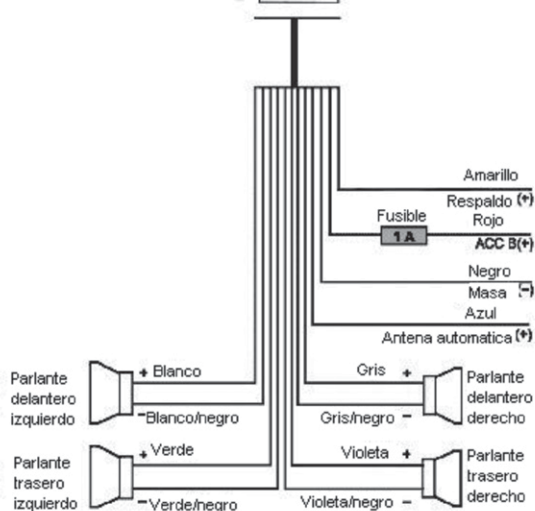 Amarillo
Respaldo (+)
Fusible
Rojo
1 A
ACC B(+)
Negro
Masa (-)
Azul
Antena automatica (+)
Parlante
delantero
izquierdo
+ Blanco
-Blanco/negro
Gris +
Gris/negro -
Parlante
delantero
derecho
Parlante
trasero
izquierdo
+ Verde
-Verde/negro
Violeta +
Violeta/negro -
Parlante
trasero
derecho